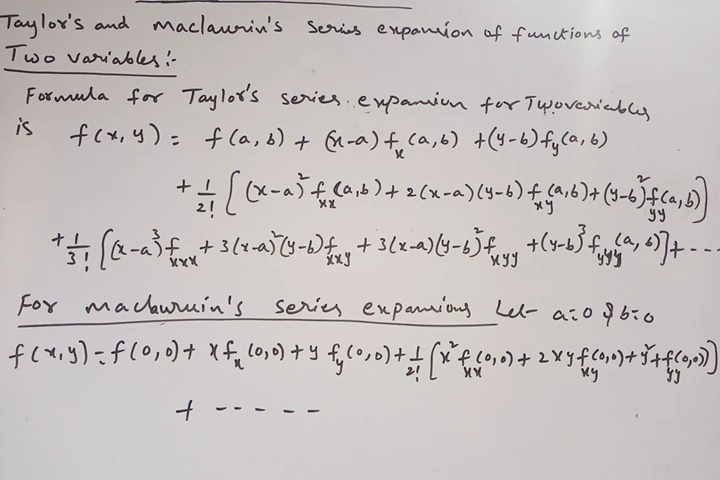 Taylor's and maclaurin's series expansion of functions of
Two variables:-
Formula for Taylor's series expansion for Two variables
is f(x,y) = f(a,b) + (x-a) f_x(a,b) + (y-b) f_y(a,b)
+ 1/2! [(x-a)² f_xx(a,b) + 2(x-a)(y-b) f_xy(a,b) + (y-b)² f_yy(a,b)]
+ 1/3! [(x-a)³ f_xxx + 3(x-a)²(y-b) f_xxy + 3(x-a)(y-b)² f_xyy + (y-b)³ f_yyy(a,b)] + ---
For maclauruin's series expansions Let a=0 & b=0
f(x,y) = f(0,0) + x f_x(0,0) + y f_y(0,0) + 1/2! [x² f_xx(0,0) + 2xy f_xy(0,0) + y² + f_yy(0,0))]
+ ------